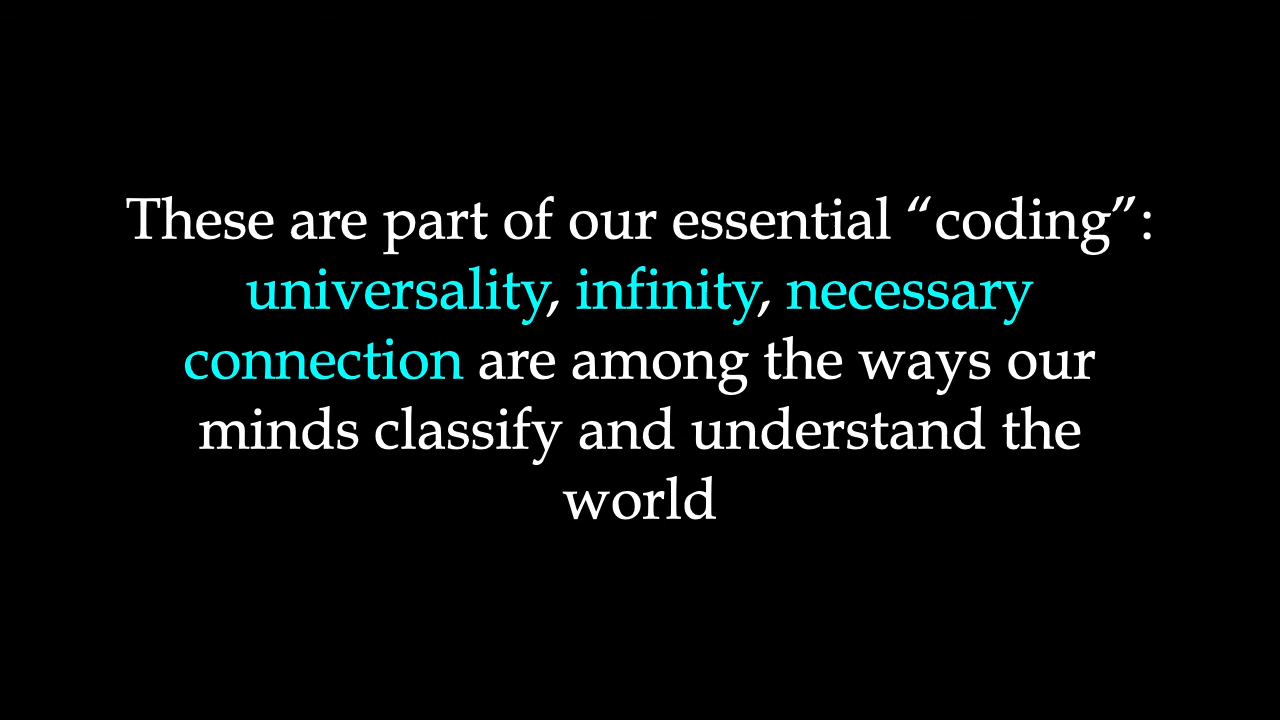 These are part of our essential “coding”:
universality, infinity, necessary
connection are among the ways our
minds classify and understand the
world